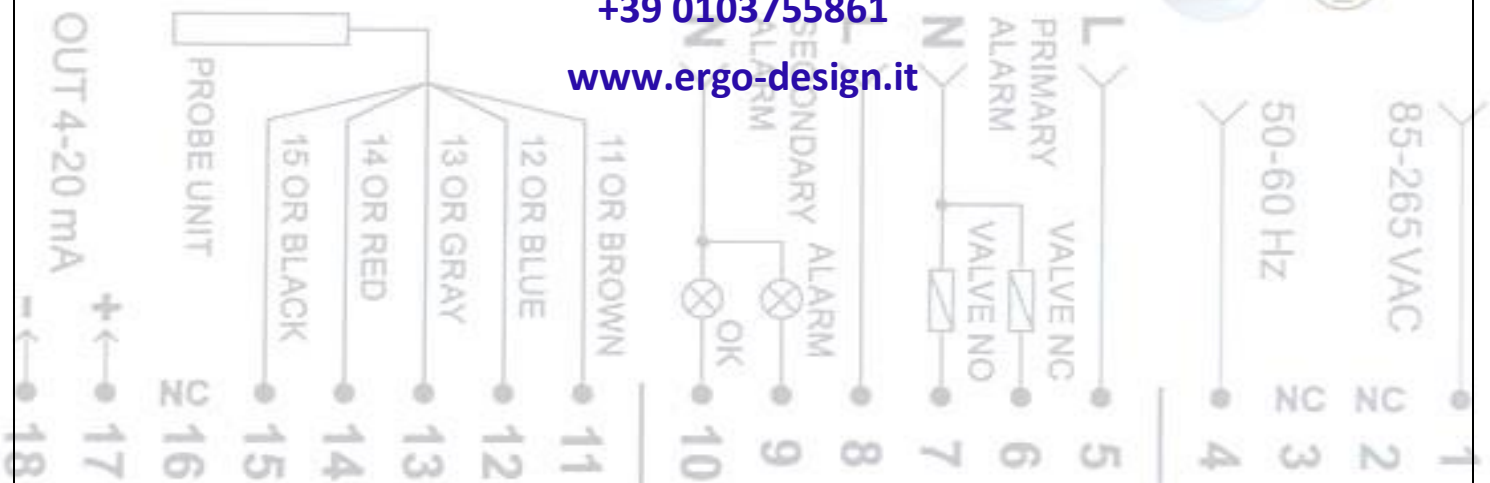 +39 0103755861
www.ergo-design.it
OUT 4-20 mA
-
+
PROBE UNIT
15 OR BLACK
14 OR RED
13 OR GRAY
12 OR BLUE
11 OR BROWN
N
SECONDARY ALARM
L
OK
ALARM
N
PRIMARY ALARM
L
VALVE NO
VALVE NC
50-60 Hz
85-265 VAC
NC
NC
NC
18
17
16
15
14
13
12
11
10
9
8
7
6
5
4
3
2
1